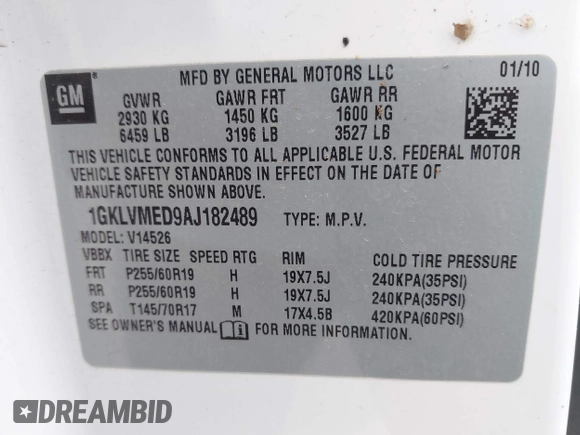 MFD BY GENERAL MOTORS LLC 01/10
GM
GVWR GAWR FRT GAWR RR
2930 KG 1450 KG 1600 KG
6459 LB 3196 LB 3527 LB
THIS VEHICLE CONFORMS TO ALL APPLICABLE U.S. FEDERAL MOTOR
VEHICLE SAFETY STANDARDS IN EFFECT ON THE DATE OF
MANUFACTURE SHOWN ABOVE.
1GKLVMED9AJ182489 TYPE: M.P.V.
MODEL: V14526
VBBX TIRE SIZE SPEED RTG RIM COLD TIRE PRESSURE
FRT P255/60R19 H 19X7.5J 240KPA(35PSI)
RR P255/60R19 H 19X7.5J 240KPA(35PSI)
SPA T145/70R17 M 17X4.5B 420KPA(60PSI)
SEE OWNER'S MANUAL FOR MORE INFORMATION.
DREAMBID